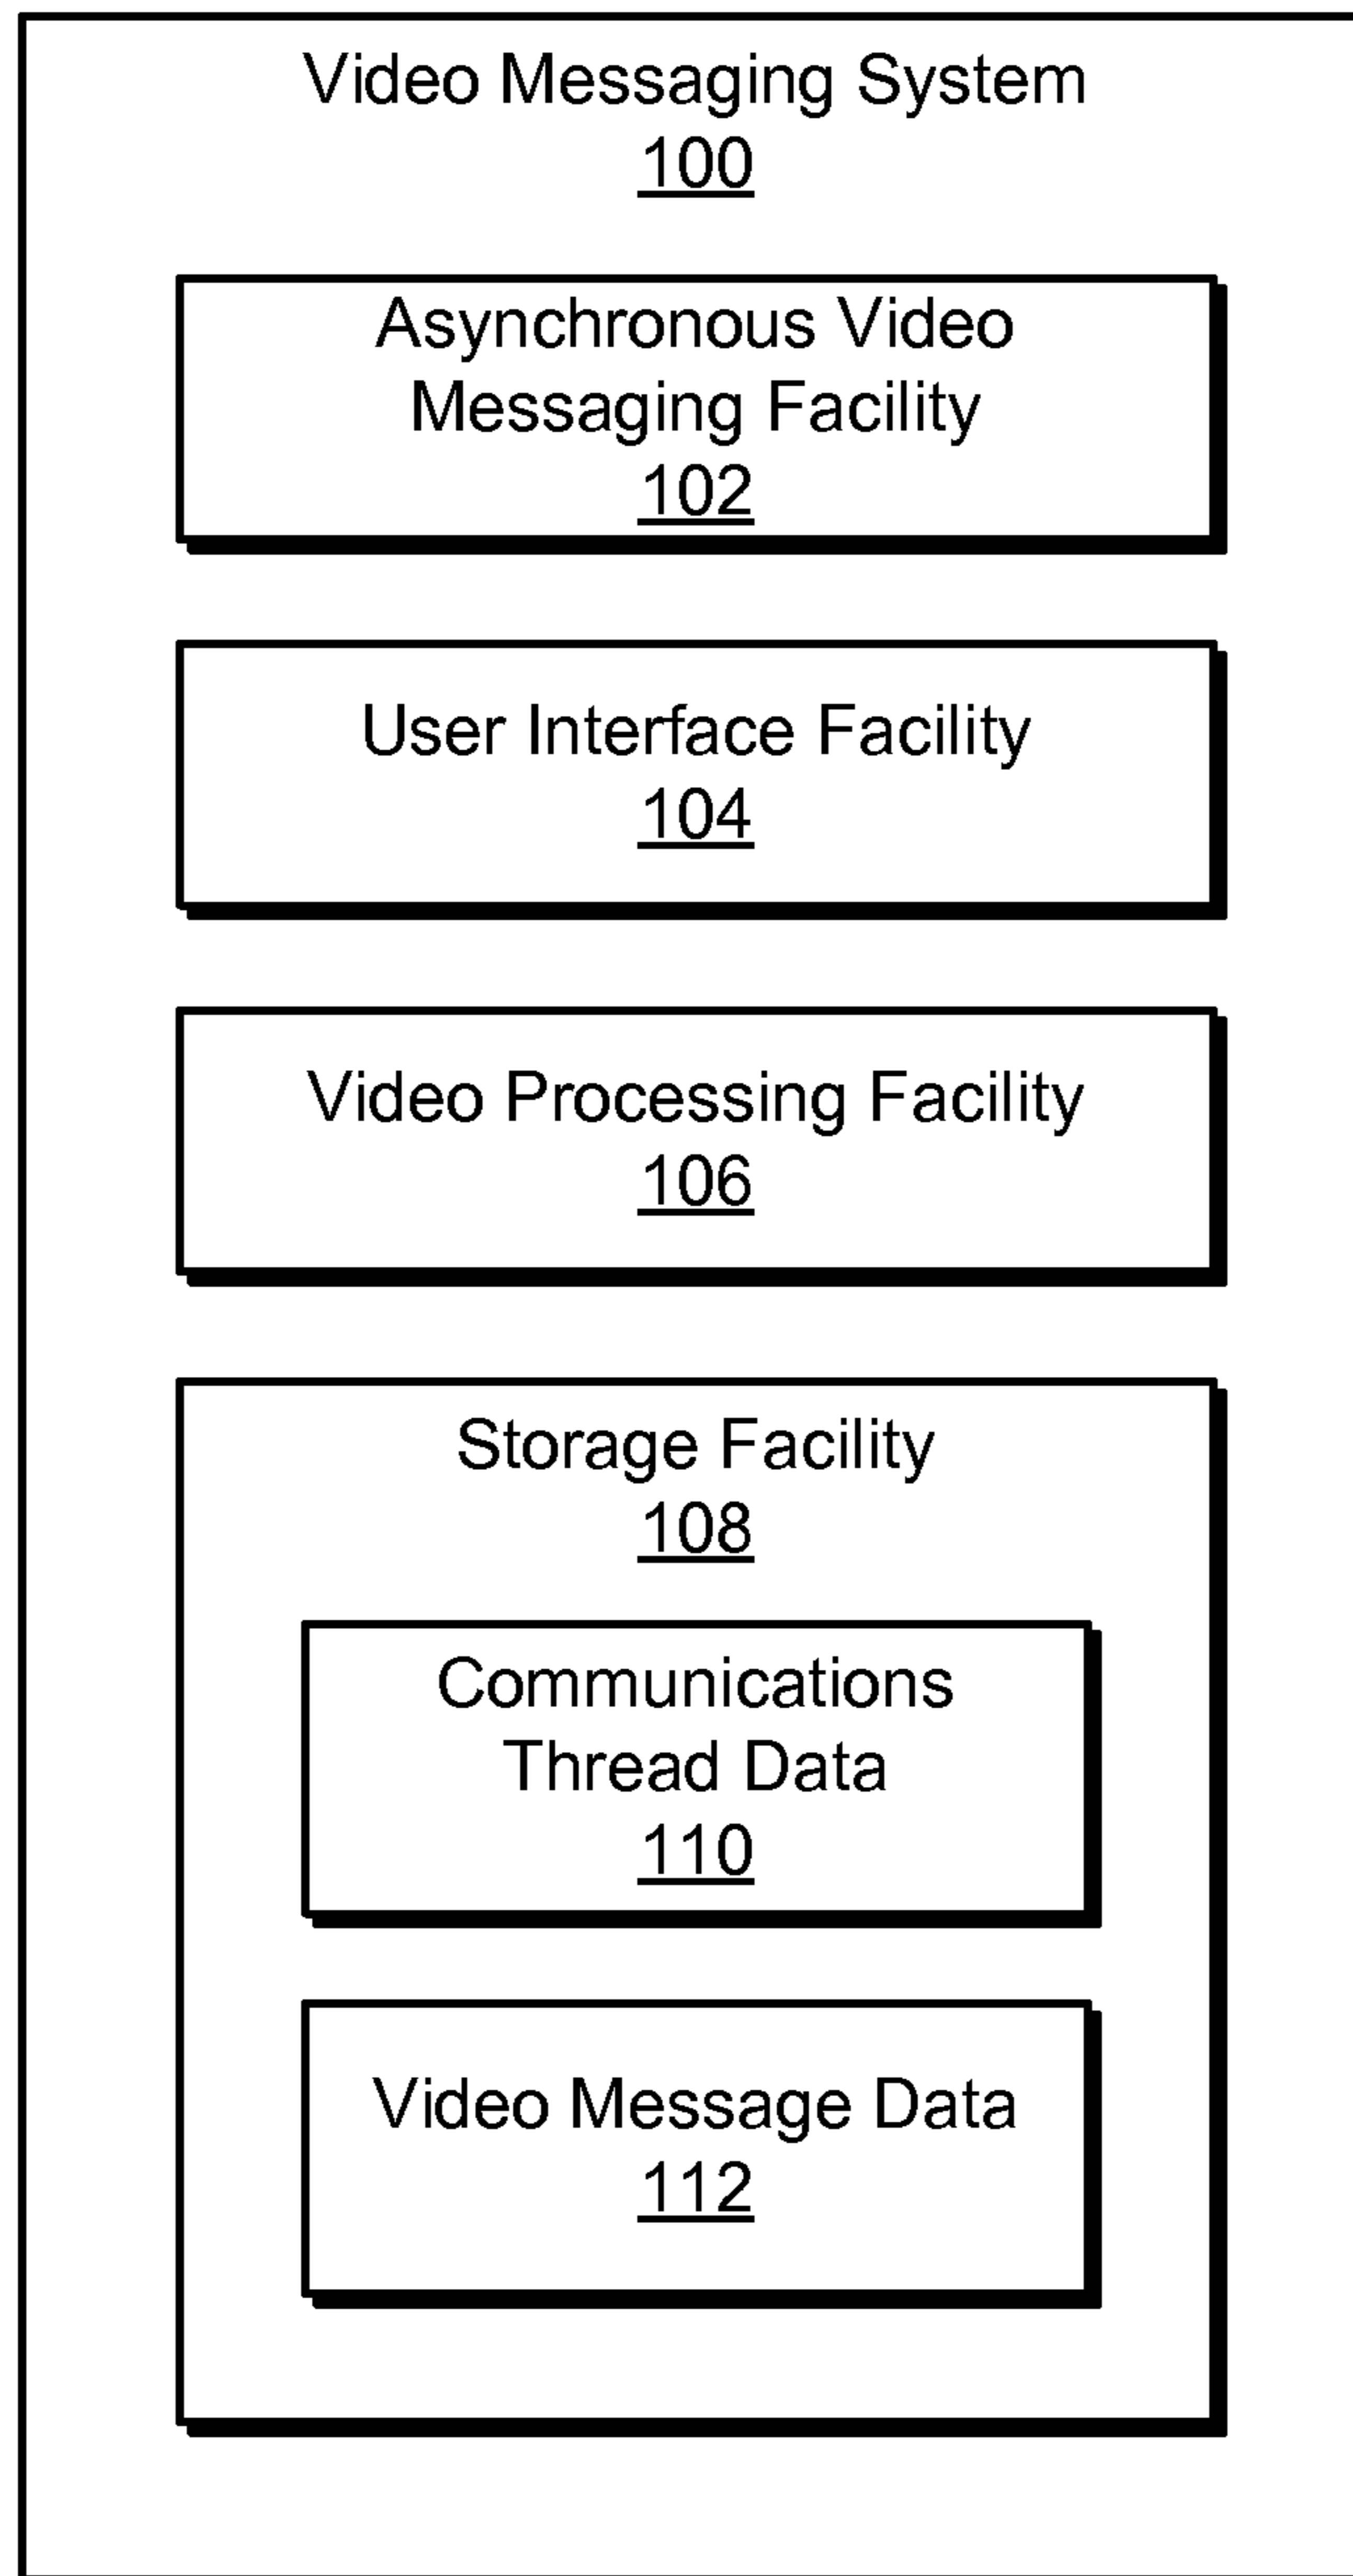 Video Messaging System
100
Asynchronous Video
Messaging Facility
102
User Interface Facility
104
Video Processing Facility
106
Storage Facility
108
Communications
Thread Data
110
Video Message Data
112